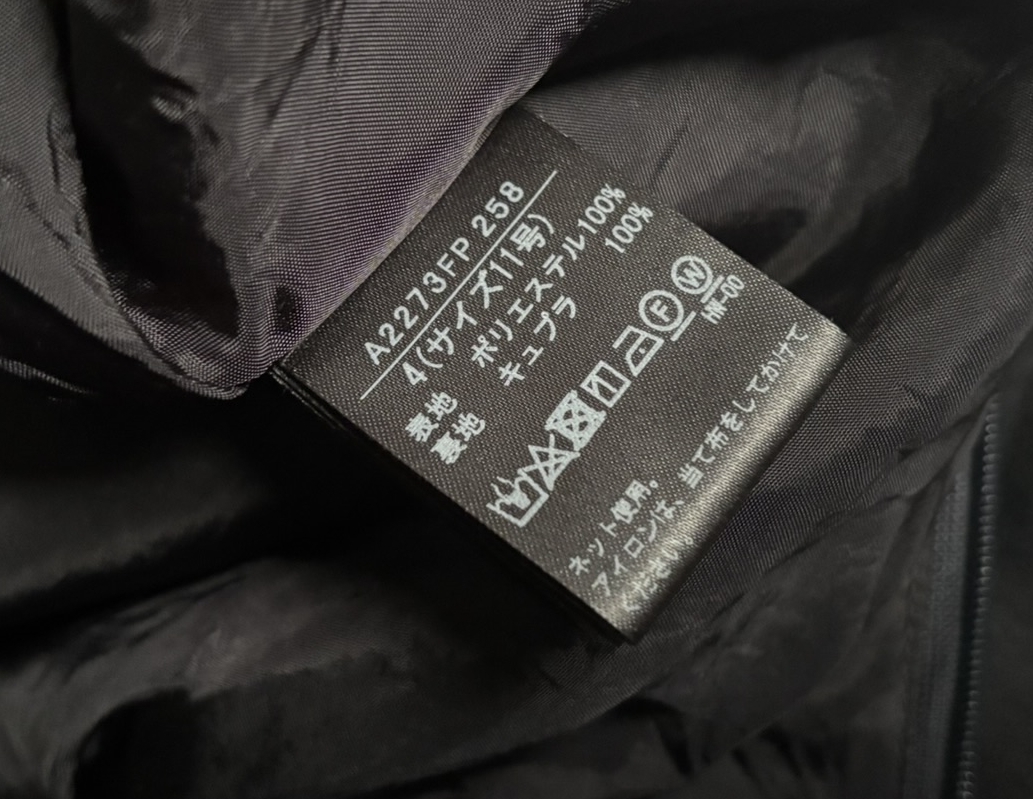 A2273FP 258
4(サイズ11号)
表地 ポリエステル100%
裏地 キュプラ 100%
F W
HM-00
ネット使用。
アイロンは、当て布をしてかけて
ください。